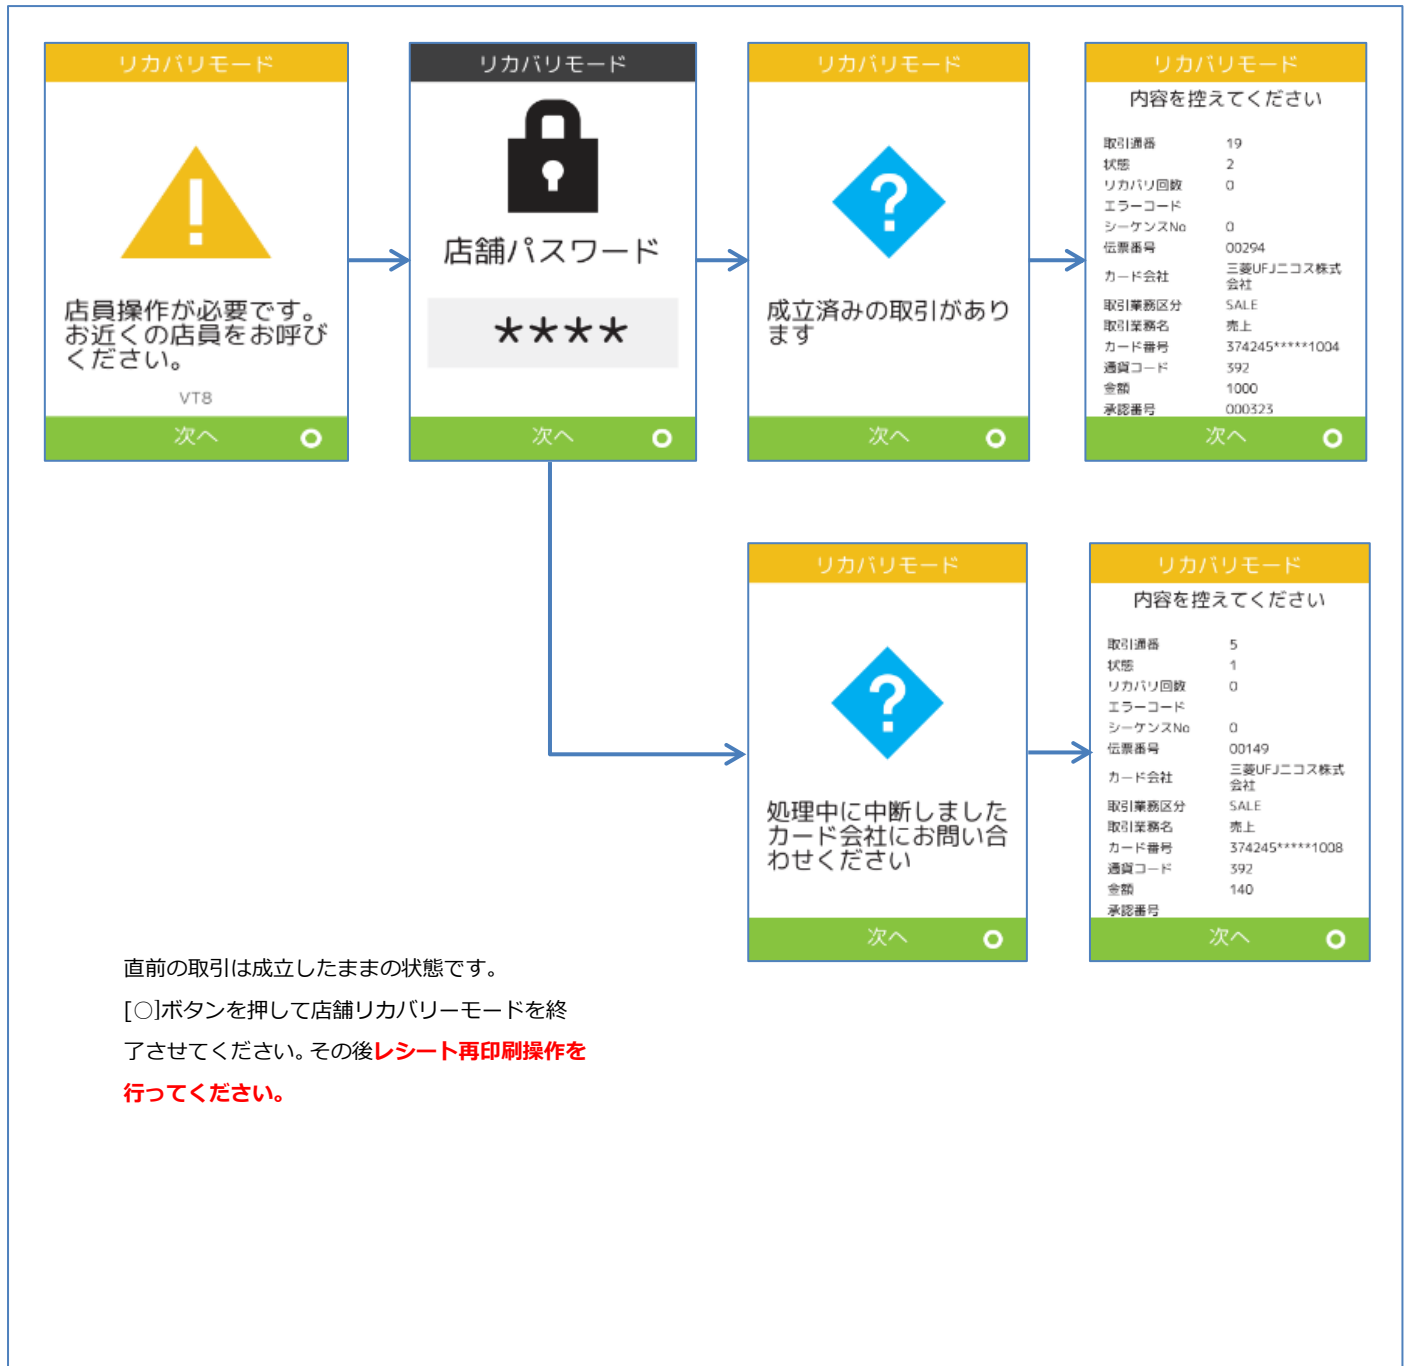 リカバリモード
店員操作が必要です。
お近くの店員をお呼び
ください。
VT8
次へ
リカバリモード
店舗パスワード
****
次へ
リカバリモード
成立済みの取引があり
ます
次へ
リカバリモード
内容を控えてください
取引通番 19
状態 2
リカバリ回数 0
エラーコード
シーケンスNo 0
伝票番号 00294
カード会社 三菱UFJニコス株式
会社
取引業務区分 SALE
取引業務名 売上
カード番号 374245*****1004
通貨コード 392
金額 1000
承認番号 000323
次へ
リカバリモード
処理中に中断しました
カード会社にお問い合
わせください
次へ
リカバリモード
内容を控えてください
取引通番 5
状態 1
リカバリ回数 0
エラーコード
シーケンスNo 0
伝票番号 00149
カード会社 三菱UFJニコス株式
会社
取引業務区分 SALE
取引業務名 売上
カード番号 374245*****1008
通貨コード 392
金額 140
承認番号
次へ
直前の取引は成立したままの状態です。
[○]ボタンを押して店舗リカバリーモードを終
了させてください。その後レシート再印刷操作を
行ってください。